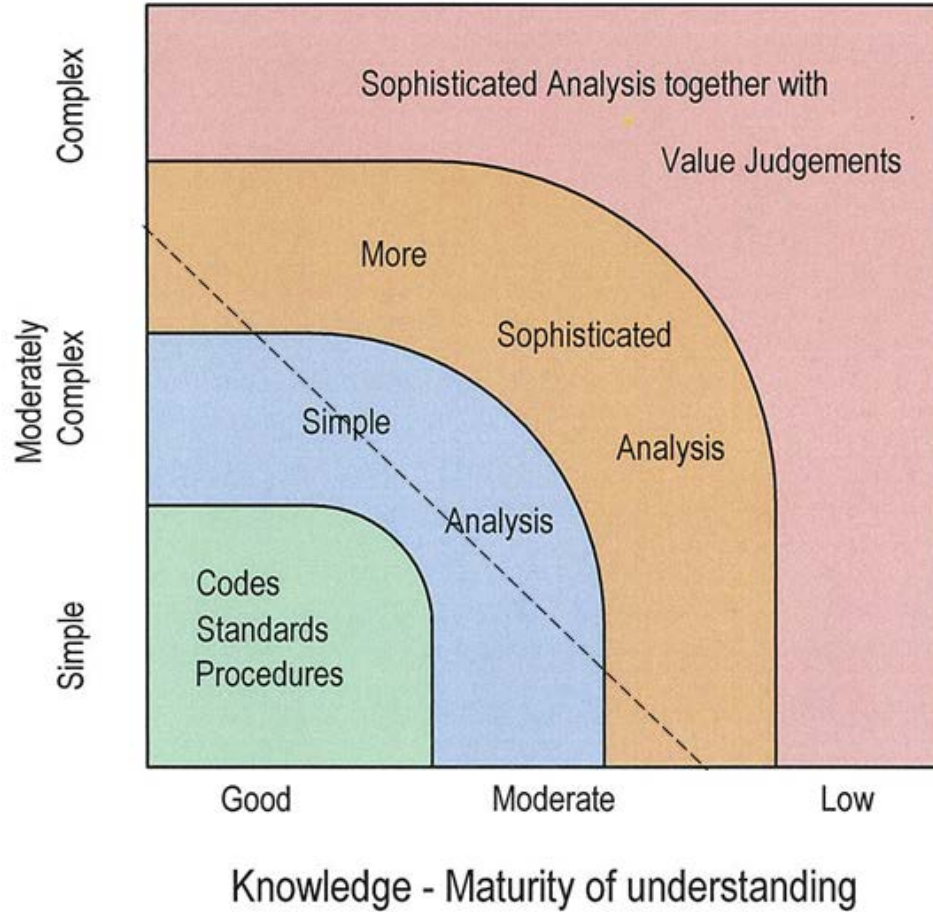 Complex
Sophisticated Analysis together with
Value Judgements
More
Moderately
Complex
Sophisticated
Simple
Analysis
Analysis
Codes
Standards
Procedures
Simple
Good Moderate Low
Knowledge - Maturity of understanding